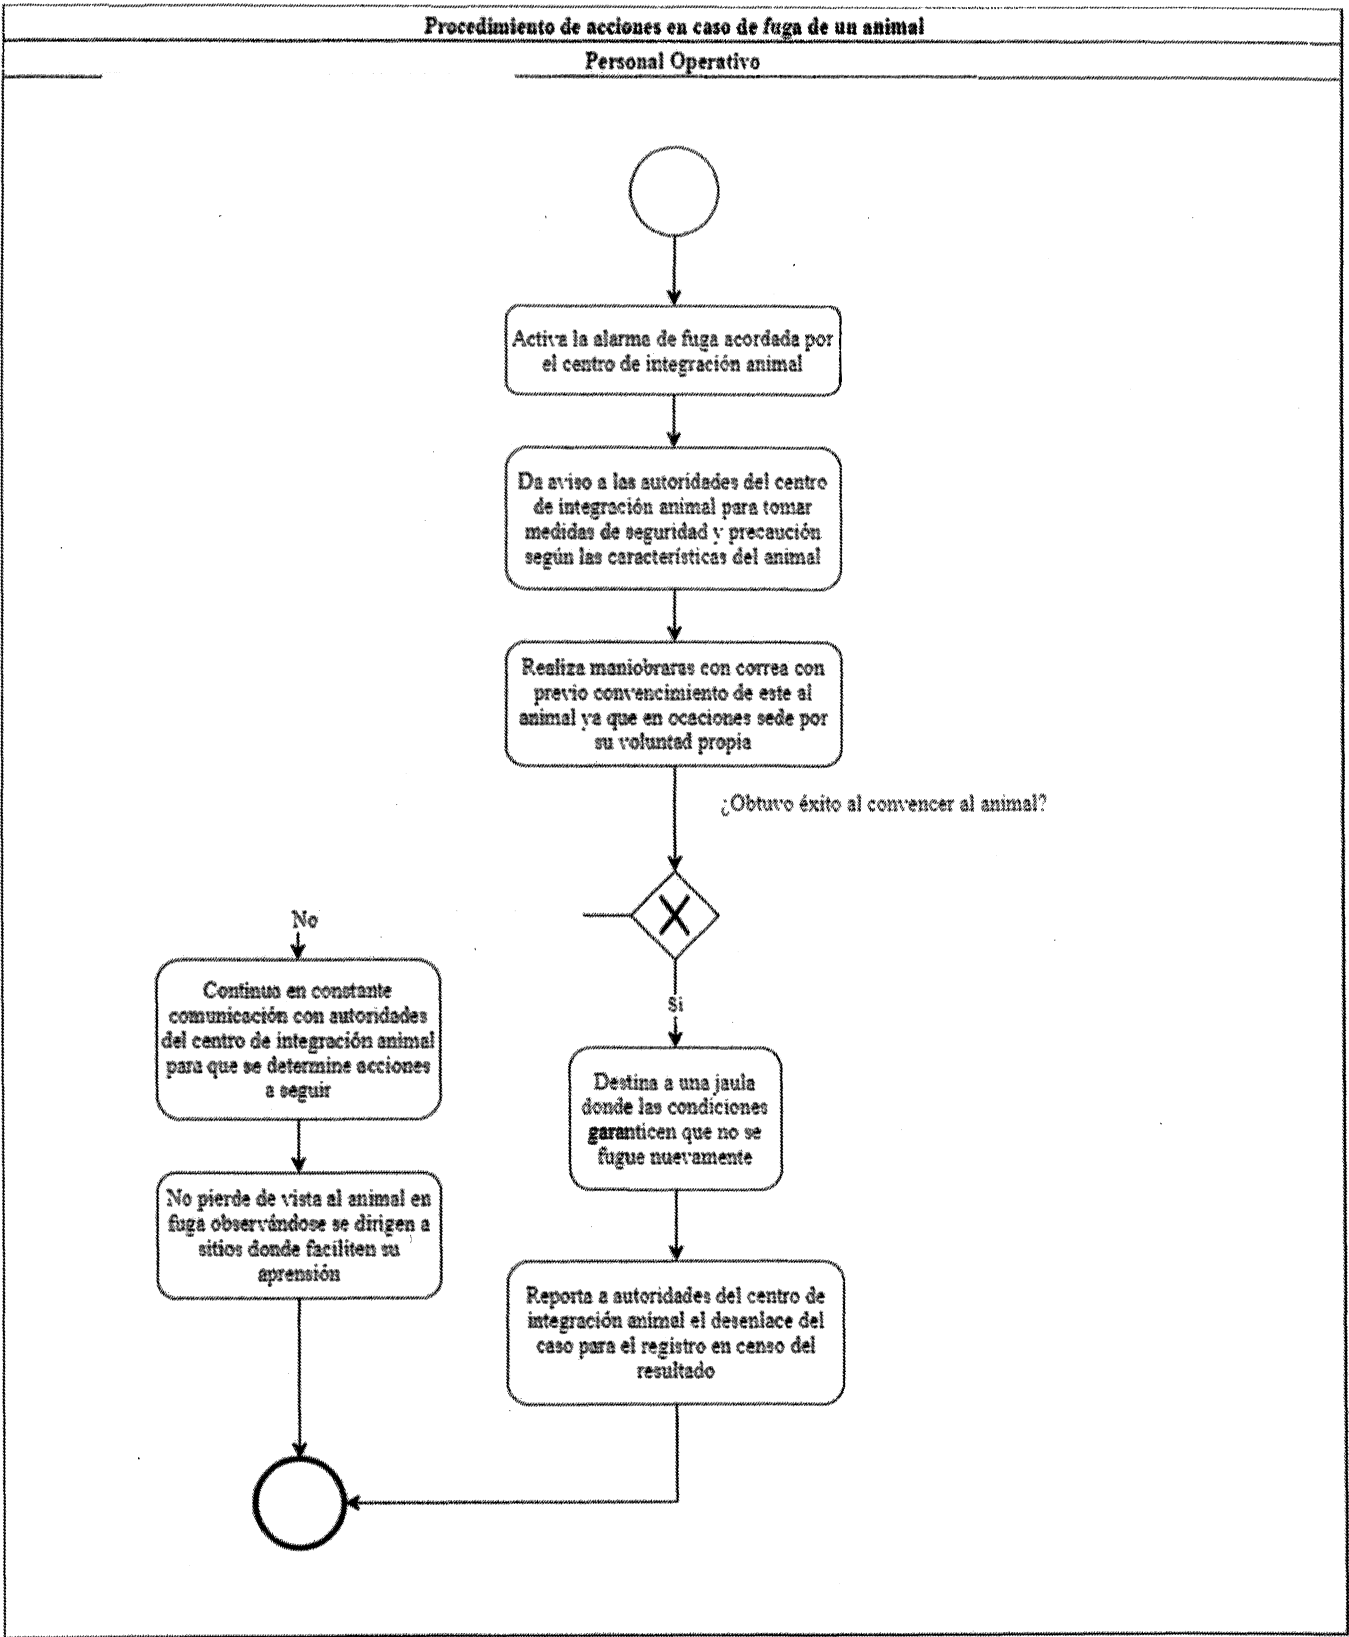 Procedimiento de acciones en caso de fuga de un animal
Personal Operativo
Activa la alarma de fuga acordada por
el centro de integración animal
Da aviso a las autoridades del centro
de integración animal para tomar
medidas de seguridad y precaución
según las características del animal
Realiza maniobraras con correa con
previo convencimiento de este al
animal ya que en ocaciones sede por
su voluntad propia
¿Obtuvo éxito al convencer al animal?
No
Continua en constante
comunicación con autoridades
del centro de integración animal
para que se determine acciones
a seguir
No pierde de vista al animal en
fuga observándose se dirigen a
sitios donde faciliten su
aprensión
Si
Destina a una jaula
donde las condiciones
garanticen que no se
fugue nuevamente
Reporta a autoridades del centro de
integración animal el desenlace del
caso para el registro en censo del
resultado